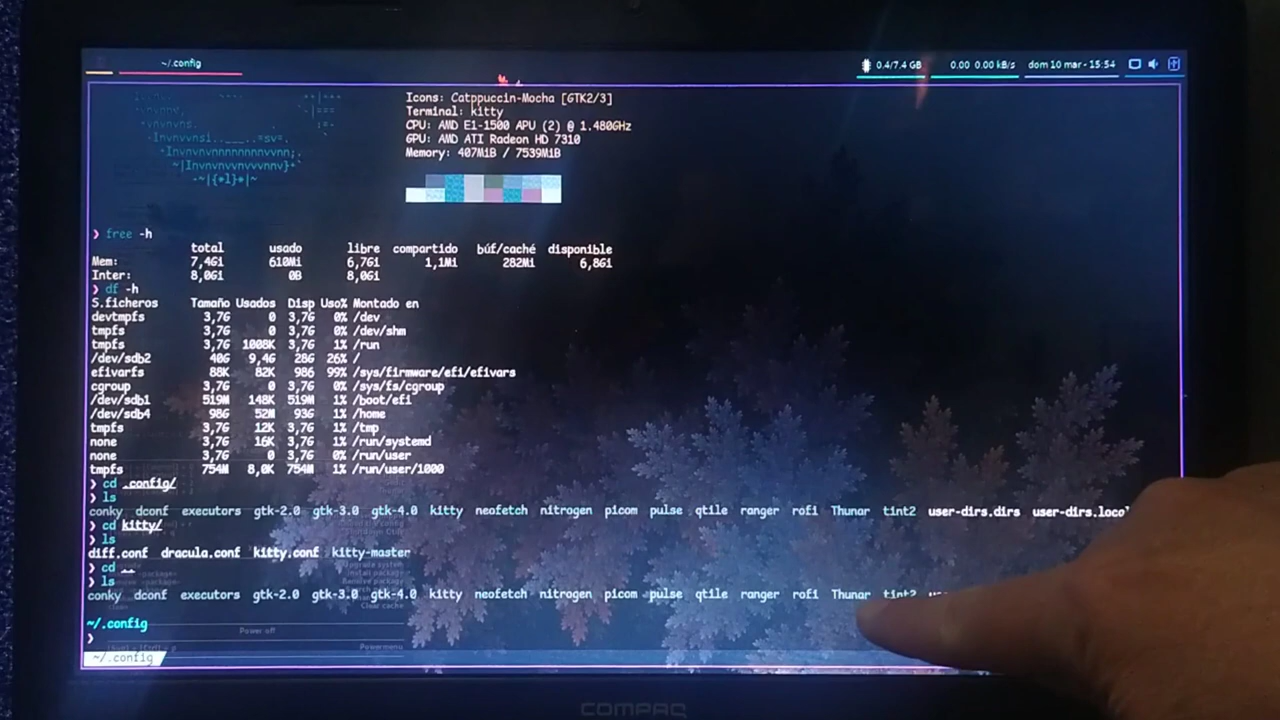 ~/.config
0.4/7.4 GB
0.00 0.00 kB/s
dom 10 mar - 15:54
Icons: Catppuccin-Mocha [GTK2/3]
Terminal: kitty
CPU: AMD E1-1500 APU (2) @ 1.480GHz
GPU: AMD ATI Radeon HD 7310
Memory: 407MiB / 7539MiB
❯ free -h
total usado libre compartido búf/caché disponible
Mem: 7,4Gi 610Mi 6,7Gi 1,1Mi 282Mi 6,8Gi
Inter: 8,0Gi 0B 8,0Gi
❯ df -h
S.ficheros Tamaño Usados Disp Uso% Montado en
devtmpfs 3,7G 0 3,7G 0% /dev
tmpfs 3,7G 0 3,7G 0% /dev/shm
tmpfs 3,7G 1008K 3,7G 1% /run
/dev/sdb2 40G 9,4G 28G 26% /
efivarfs 88K 82K 986 99% /sys/firmware/efi/efivars
cgroup 3,7G 0 3,7G 0% /sys/fs/cgroup
/dev/sdb1 519M 148K 519M 1% /boot/efi
/dev/sdb4 98G 52M 93G 1% /home
tmpfs 3,7G 12K 3,7G 1% /tmp
none 3,7G 16K 3,7G 1% /run/systemd
none 3,7G 0 3,7G 0% /run/user
tmpfs 754M 8,0K 754M 1% /run/user/1000
❯ cd .config/
❯ ls
conky dconf executors gtk-2.0 gtk-3.0 gtk-4.0 kitty neofetch nitrogen picom pulse qtile ranger rofi Thunar tint2 user-dirs.dirs user-dirs.local
❯ cd kitty/
❯ ls
diff.conf dracula.conf kitty.conf kitty-master
❯ cd ..
❯ ls
conky dconf executors gtk-2.0 gtk-3.0 gtk-4.0 kitty neofetch nitrogen picom pulse qtile ranger rofi Thunar tint2
Clear cache
~/.config
Power off
❯
Powermenu
~/.config
COMPAQ